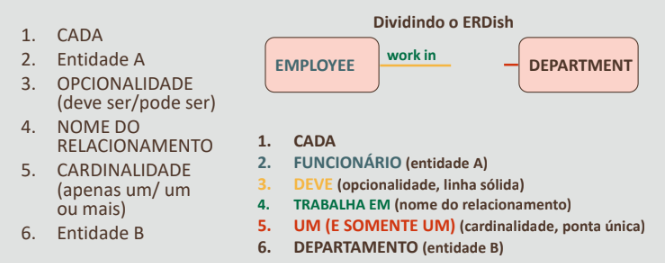 1. CADA
2. Entidade A
3. OPCIONALIDADE
(deve ser/pode ser)
4. NOME DO
RELACIONAMENTO
5. CARDINALIDADE
(apenas um/ um
ou mais)
6. Entidade B
Dividindo o ERDish
EMPLOYEE
work in
DEPARTMENT
1. CADA
2. FUNCIONÁRIO (entidade A)
3. DEVE (opcionalidade, linha sólida)
4. TRABALHA EM (nome do relacionamento)
5. UM (E SOMENTE UM) (cardinalidade, ponta única)
6. DEPARTAMENTO (entidade B)